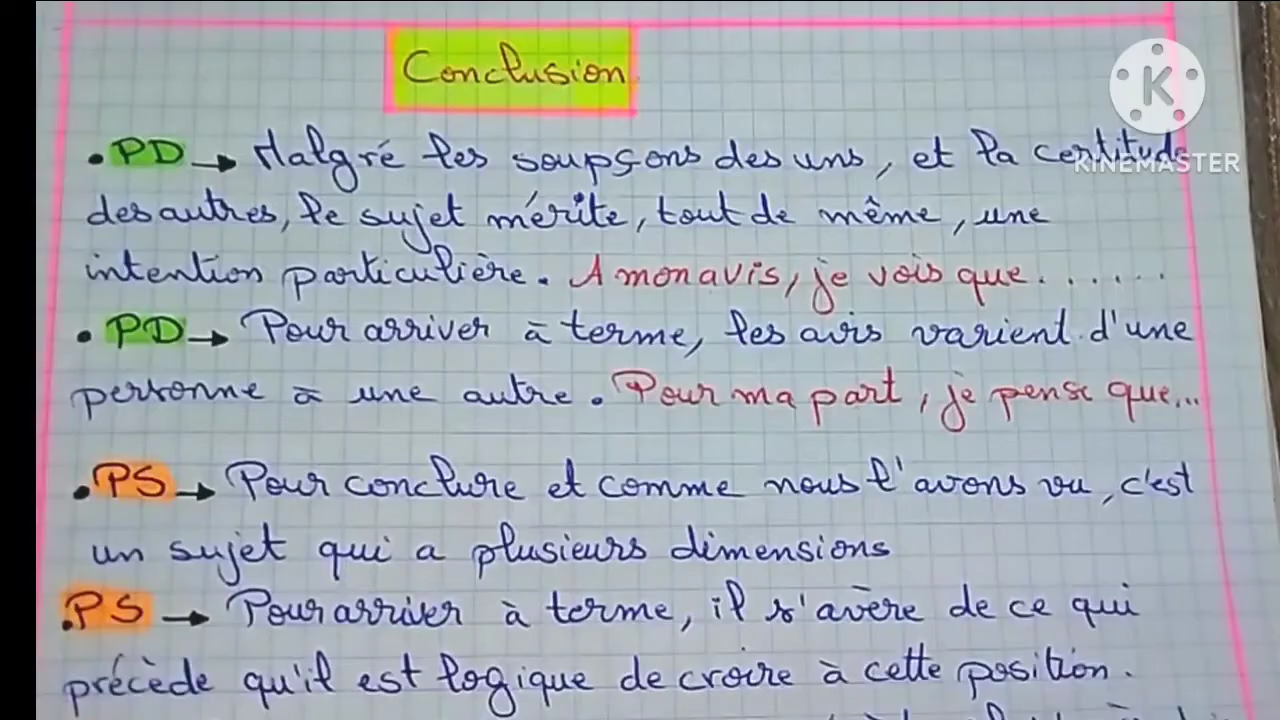 Conclusion
K
KINEMASTER
• PD → Malgré les soupçons des uns, et la certitude
des autres, le sujet mérite, tout de même, une
intention particulière. A mon avis, je vois que.......
• PD → Pour arriver à terme, les avis varient d'une
personne à une autre. Pour ma part, je pense que...
• PS → Pour conclure et comme nous l'avons vu, c'est
un sujet qui a plusieurs dimensions
• PS → Pour arriver à terme, il s'avère de ce qui
précède qu'il est logique de croire à cette position.